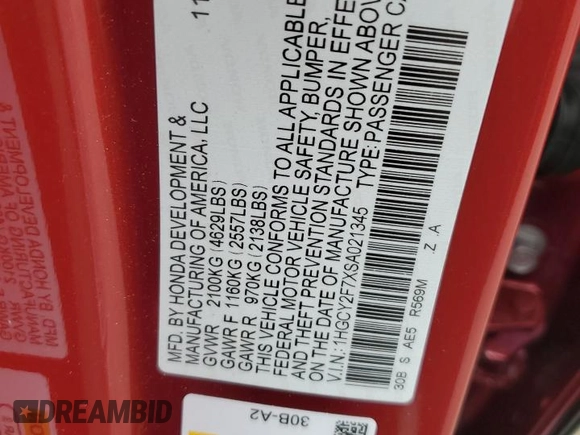 11
MFD. BY HONDA DEVELOPMENT &
MANUFACTURING OF AMERICA, LLC
GVWR 2100KG (4629LBS)
GAWR F 1160KG (2557LBS)
GAWR R 970KG (2138LBS)
THIS VEHICLE CONFORMS TO ALL APPLICABLE
FEDERAL MOTOR VEHICLE SAFETY, BUMPER,
AND THEFT PREVENTION STANDARDS IN EFFE
ON THE DATE OF MANUFACTURE SHOWN ABOV
V.I.N.: 1HGCY2F7XSA021345 TYPE: PASSENGER CA
30B S AE5 R569M Z A
30B-A2
DREAMBID